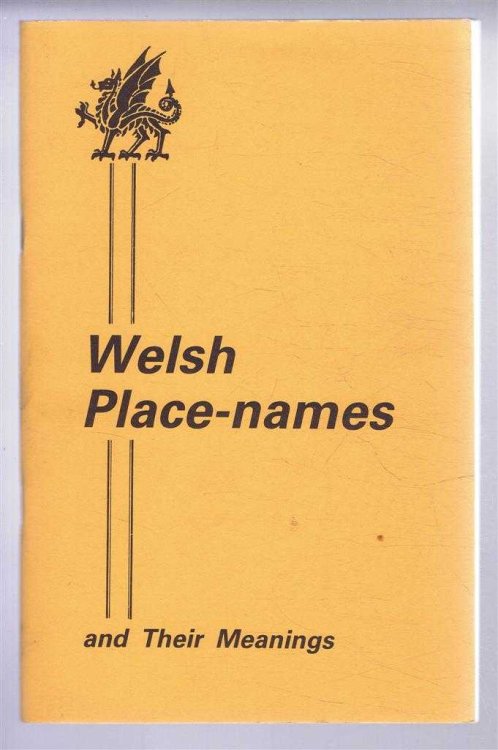 Welsh
Place-names
and Their Meanings